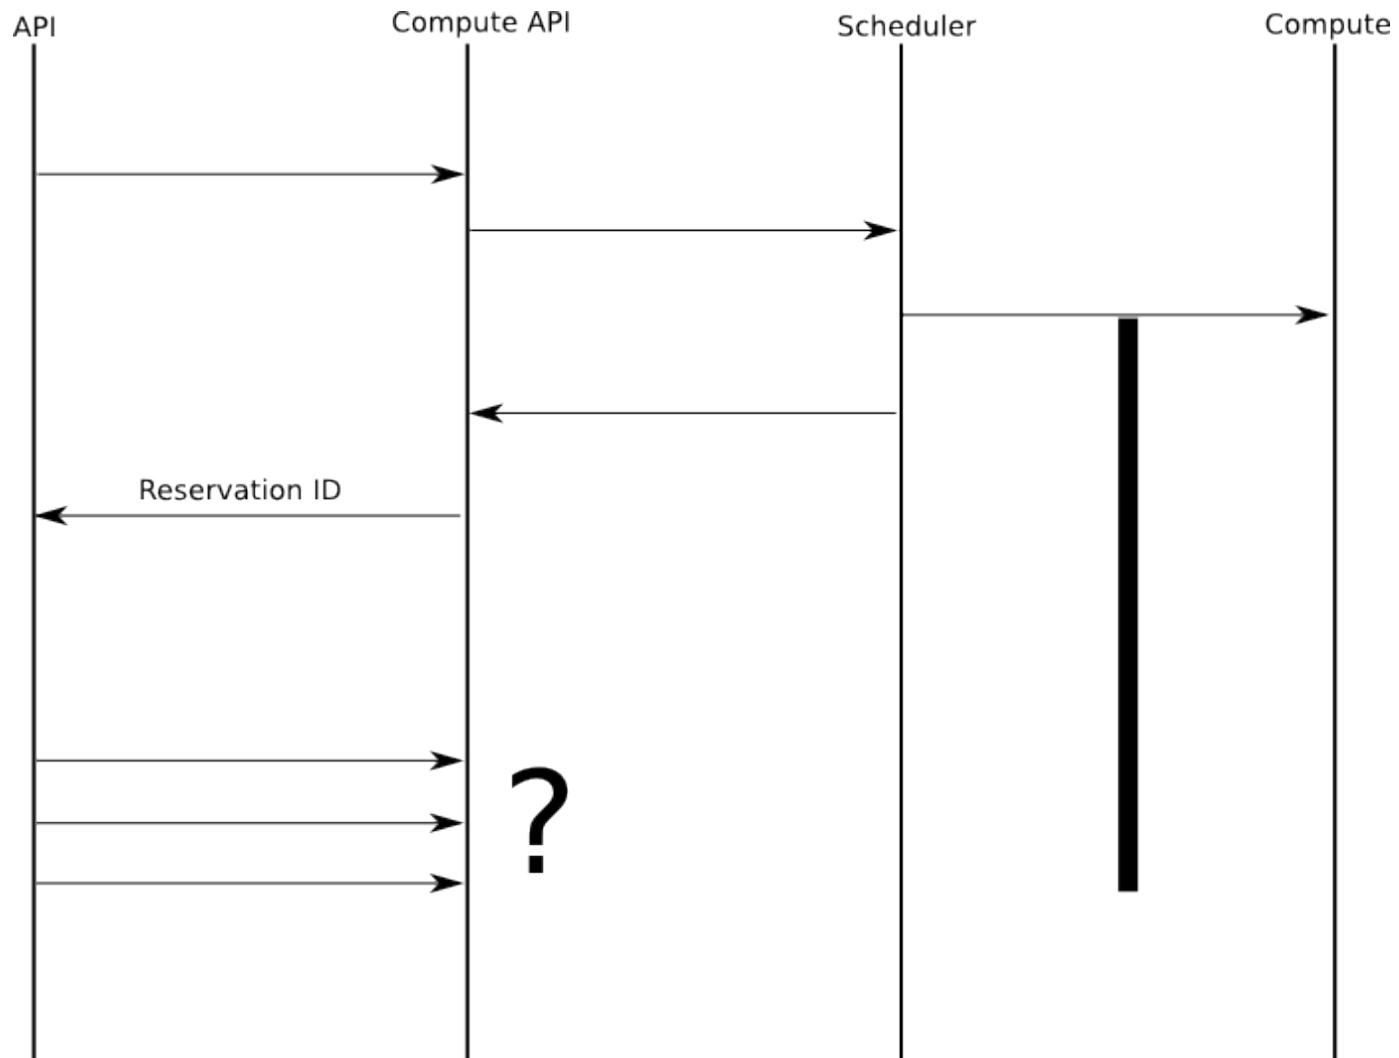 API
Compute API
Scheduler
Compute
Reservation ID
?